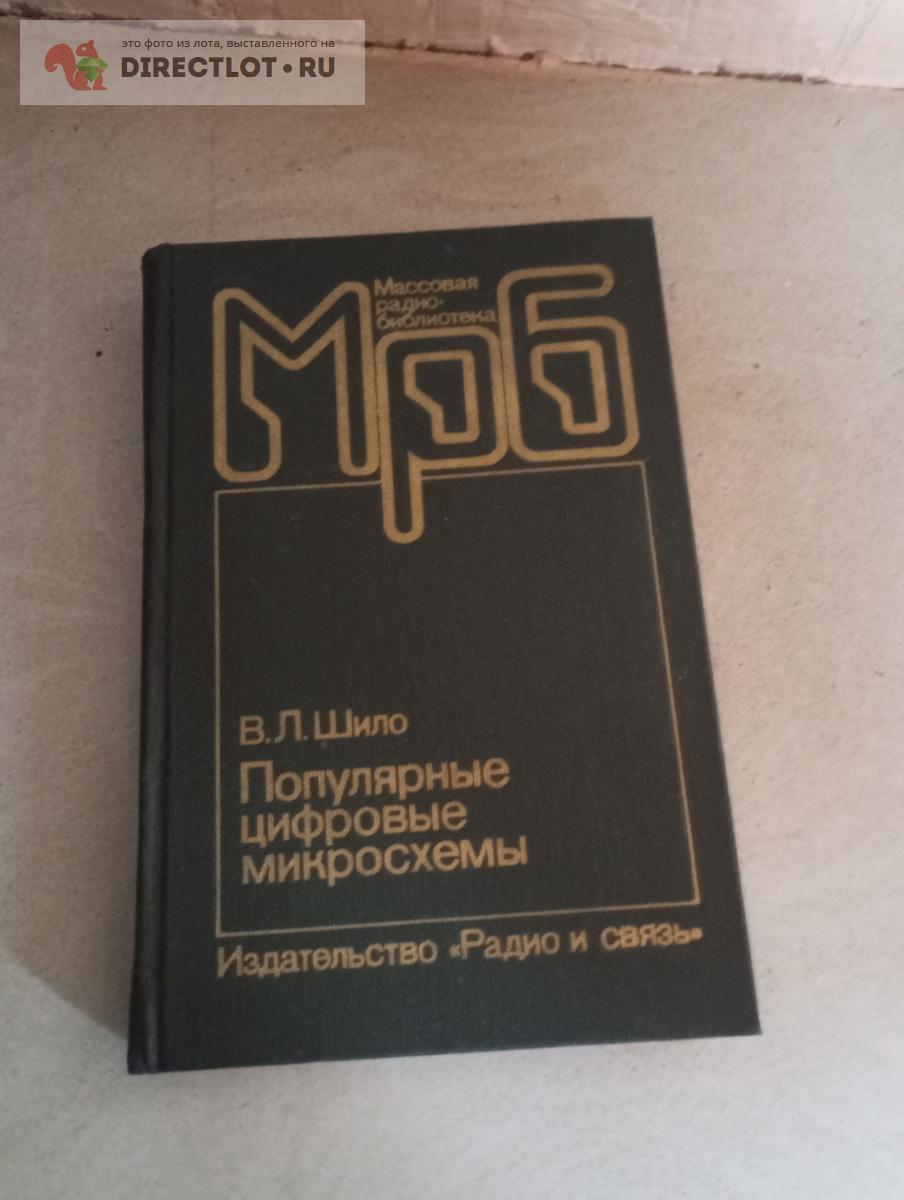 это фото из лота, выставленного на
DIRECTLOT•RU
Массовая
радио-
библиотека
Мрб
В.Л.Шило
Популярные
цифровые
микросхемы
Издательство «Радио и связь»